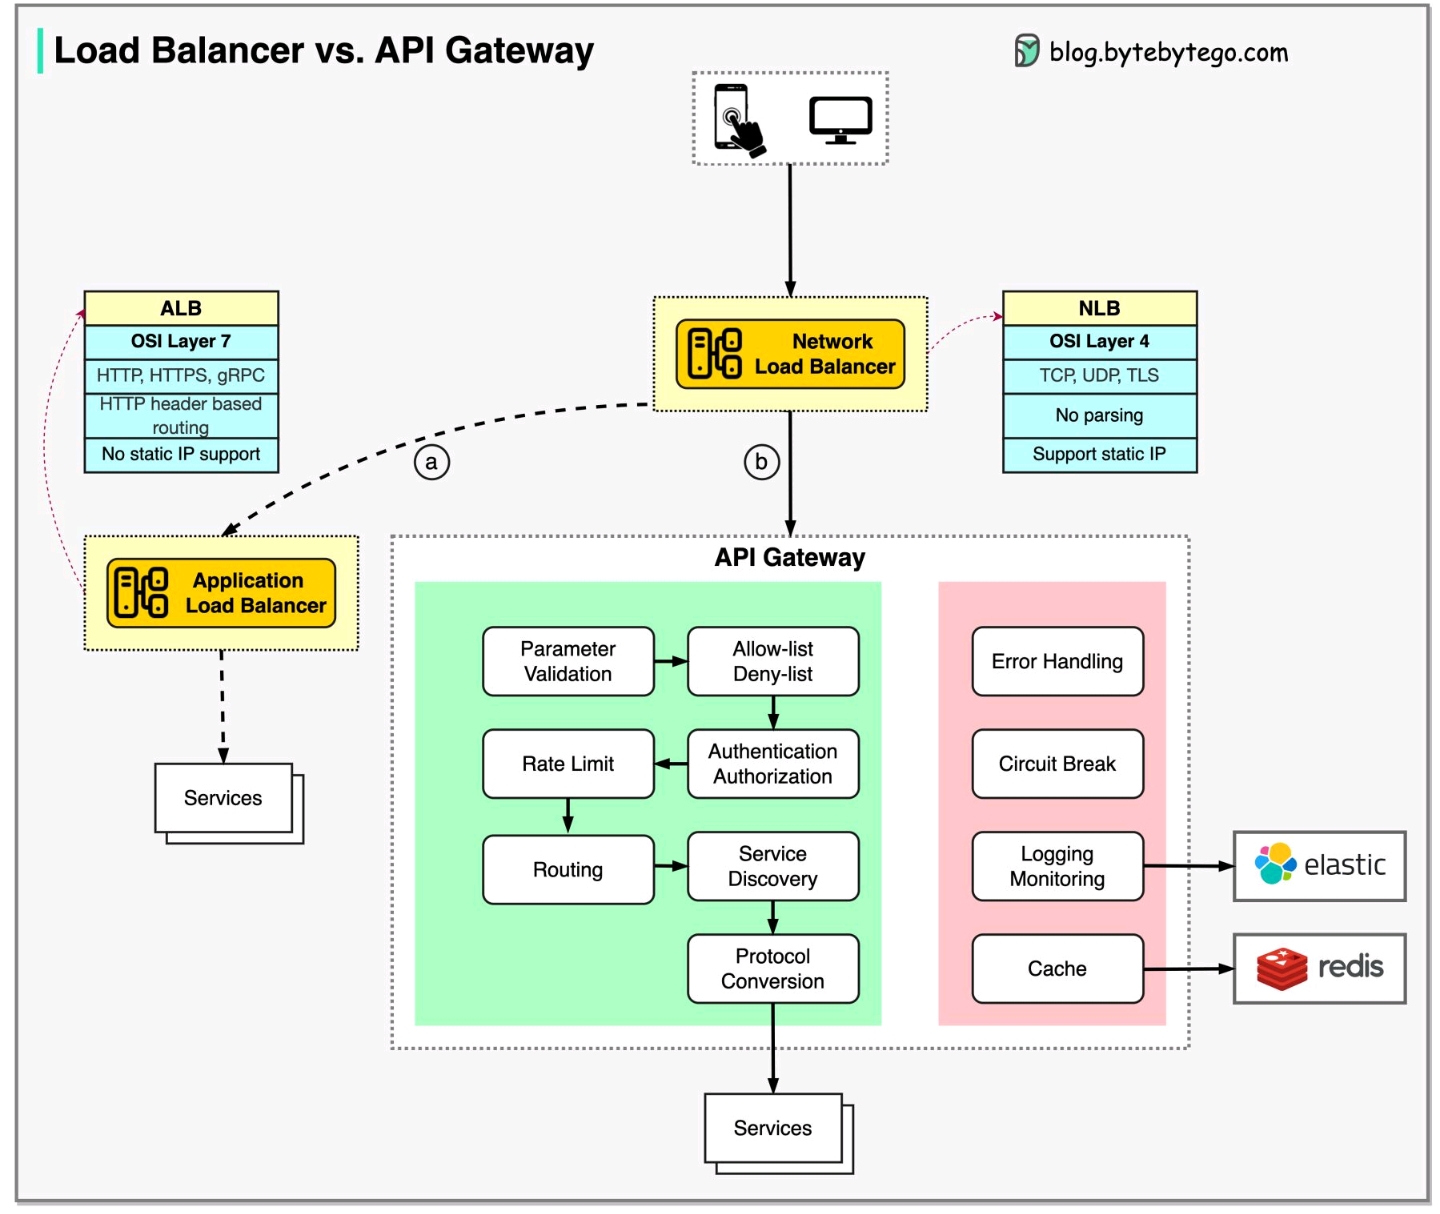 Load Balancer vs. API Gateway
blog.bytebytego.com
ALB
OSI Layer 7
HTTP, HTTPS, gRPC
HTTP header based
routing
No static IP support
Network
Load Balancer
NLB
OSI Layer 4
TCP, UDP, TLS
No parsing
Support static IP
a
b
Application
Load Balancer
Services
API Gateway
Parameter
Validation
Allow-list
Deny-list
Rate Limit
Authentication
Authorization
Routing
Service
Discovery
Protocol
Conversion
Error Handling
Circuit Break
Logging
Monitoring
Cache
elastic
redis
Services